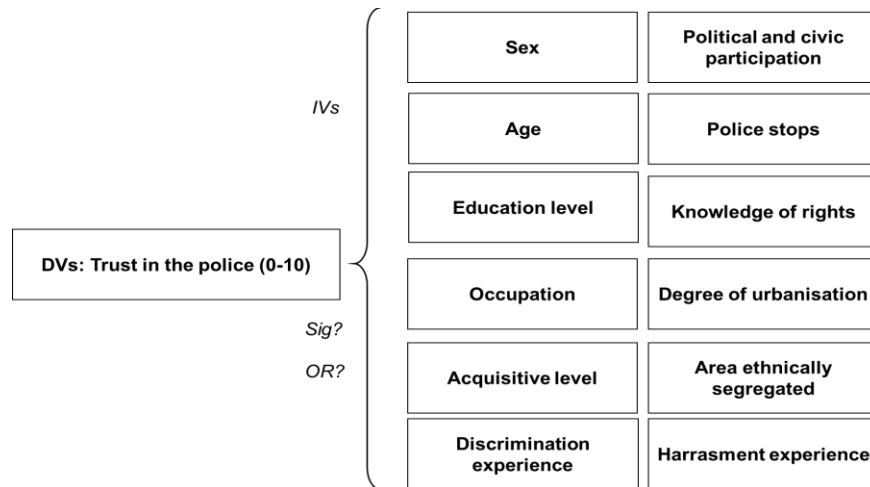 Sex
Political and civic
participation
IVs
Age
Police stops
Education level
Knowledge of rights
DVs: Trust in the police (0-10)
Occupation
Degree of urbanisation
Sig?
OR?
Acquisitive level
Area ethnically
segregated
Discrimination
experience
Harrasment experience